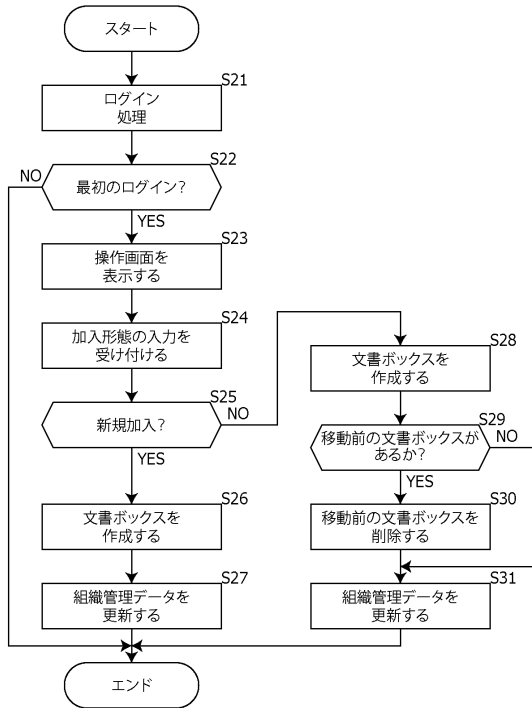 スタート
S21
ログイン
処理
S22
NO
最初のログイン？
YES
S23
操作画面を
表示する
S24
加入形態の入力を
受け付ける
S25
新規加入？
NO
YES
S26
文書ボックスを
作成する
S27
組織管理データを
更新する
エンド
S28
文書ボックスを
作成する
S29
移動前の文書ボックスが
あるか？
NO
YES
S30
移動前の文書ボックスを
削除する
S31
組織管理データを
更新する